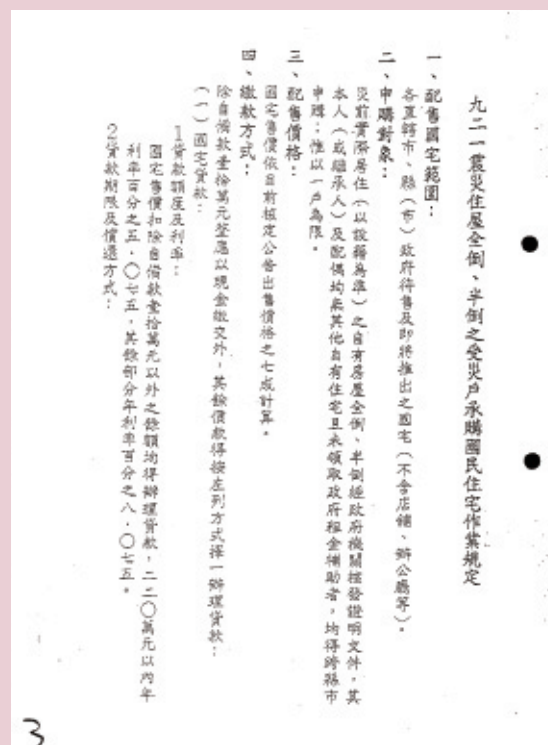 九二一震災住屋全倒、半倒之受災戶承購國民住宅作業規定
一、配售國宅範圍：
各直轄市、縣（市）政府待售及即將推出之國宅（不含店舖、辦公廳等）。
二、申購對象：
災前實際居住（以設籍為準）之自有房屋全倒、半倒經政府機關核發證明文件，其
本人（或繼承人）及配偶均無其他自有住宅且未領取政府租金補助者，均得跨縣市
申購；惟以一戶為限。
三、配售價格：
國宅售價依目前核定公告出售價格之七成計算。
四、繳款方式：
除自備款壹拾萬元整應以現金繳交外，其餘價款得按左列方式擇一辦理貸款：
（一）國宅貸款：
1貸款額度及利率：
國宅售價扣除自備款壹拾萬元以外之餘額均得辦理貸款，二二○萬元以內年
利率百分之五．○七五，其餘部分年利率百分之八．○七五。
2貸款期限及償還方式：
3